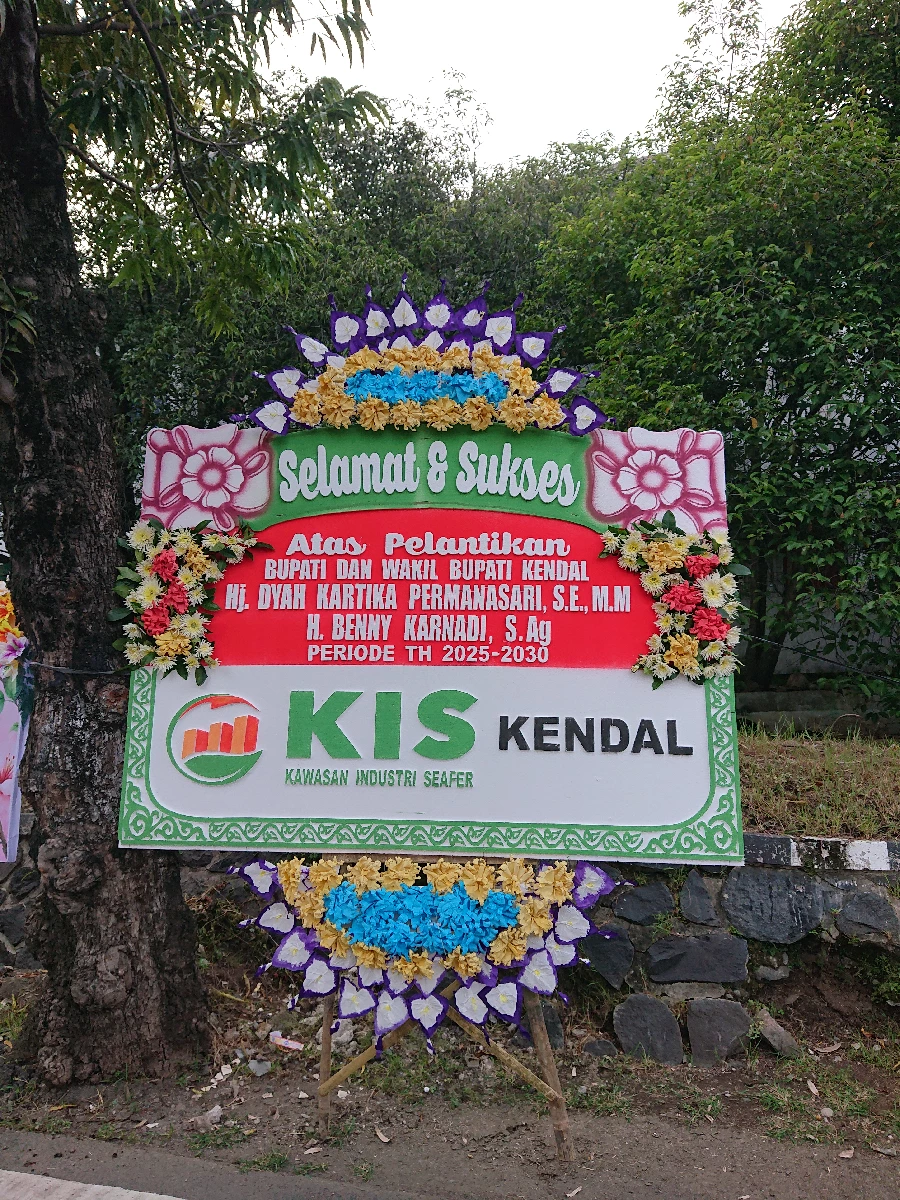 Selamat & Sukses
Atas Pelantikan
BUPATI DAN WAKIL BUPATI KENDAL
Hj. DYAH KARTIKA PERMANASARI, S.E., M.M
H. BENNY KARNADI, S.Ag
PERIODE TH 2025-2030
KIS KENDAL
KAWASAN INDUSTRI SEAFER